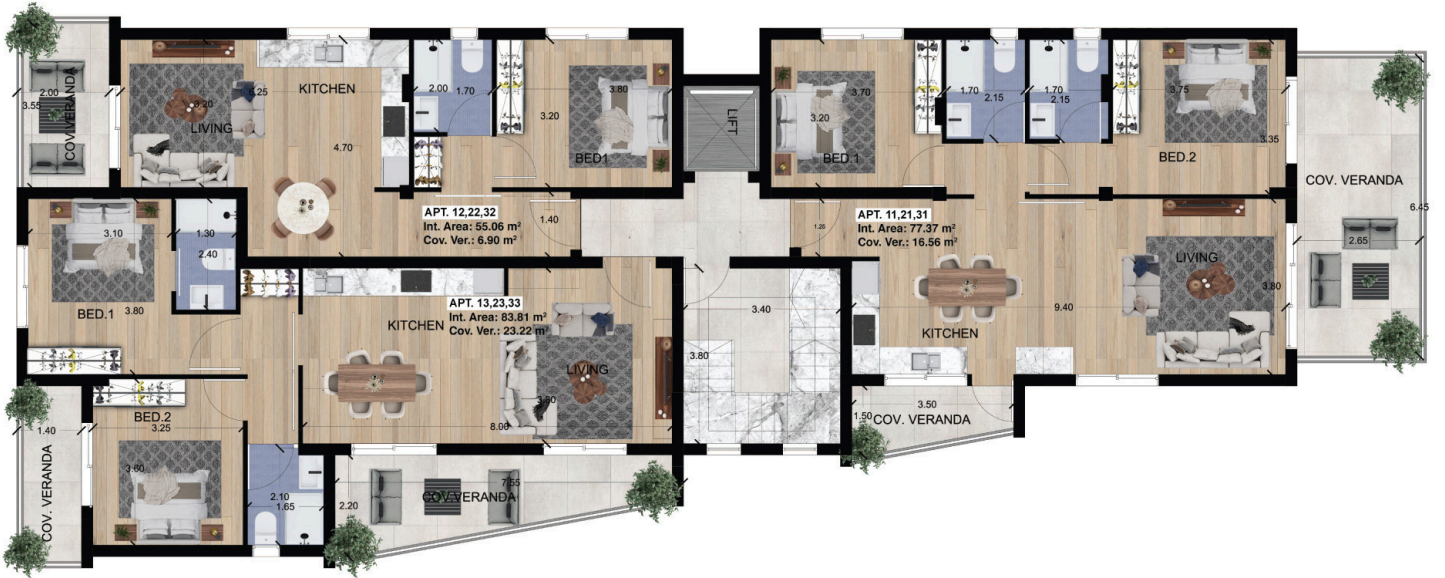 KITCHEN
6.25
3.20
LIVING
4.70
2.00
3.55
COV.VERANDA
2.00
1.70
3.80
3.20
BED1
LIFT
3.70
3.20
BED.1
1.70
2.15
1.70
2.15
3.75
3.35
BED.2
COV. VERANDA
6.45
2.65
APT. 12,22,32
Int. Area: 55.06 m²
Cov. Ver.: 6.90 m²
1.40
1.25
APT. 11,21,31
Int. Area: 77.37 m²
Cov. Ver.: 16.56 m²
LIVING
3.80
9.40
KITCHEN
3.50
1.50
COV. VERANDA
3.10
1.30
2.40
BED.1
3.80
APT. 13,23,33
Int. Area: 83.81 m²
Cov. Ver.: 23.22 m²
KITCHEN
LIVING
3.80
8.00
3.40
3.80
BED.2
3.25
1.40
3.60
COV. VERANDA
2.10
1.65
2.20
7.55
COV.VERANDA